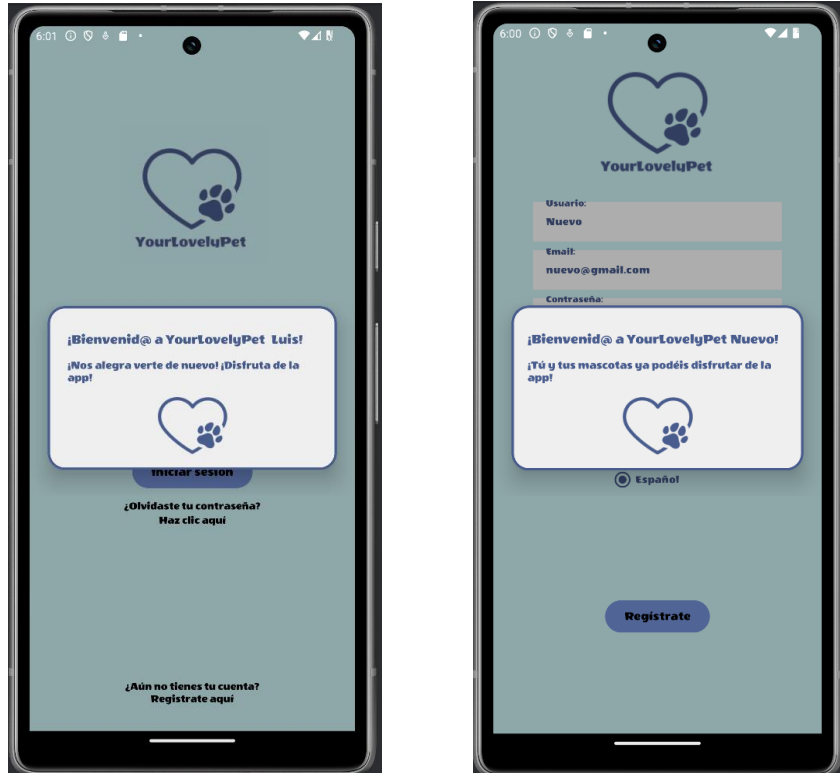 6:01
YourLovelyPet
¡Bienvenid@ a YourLovelyPet Luis!
¡Nos alegra verte de nuevo! ¡Disfruta de la
app!
Iniciar sesión
¿Olvidaste tu contraseña?
Haz clic aquí
¿Aún no tienes tu cuenta?
Registrate aquí
6:00
YourLovelyPet
Usuario:
Nuevo
Email:
nuevo@gmail.com
Contraseña:
¡Bienvenid@ a YourLovelyPet Nuevo!
¡Tú y tus mascotas ya podéis disfrutar de la
app!
Español
Regístrate